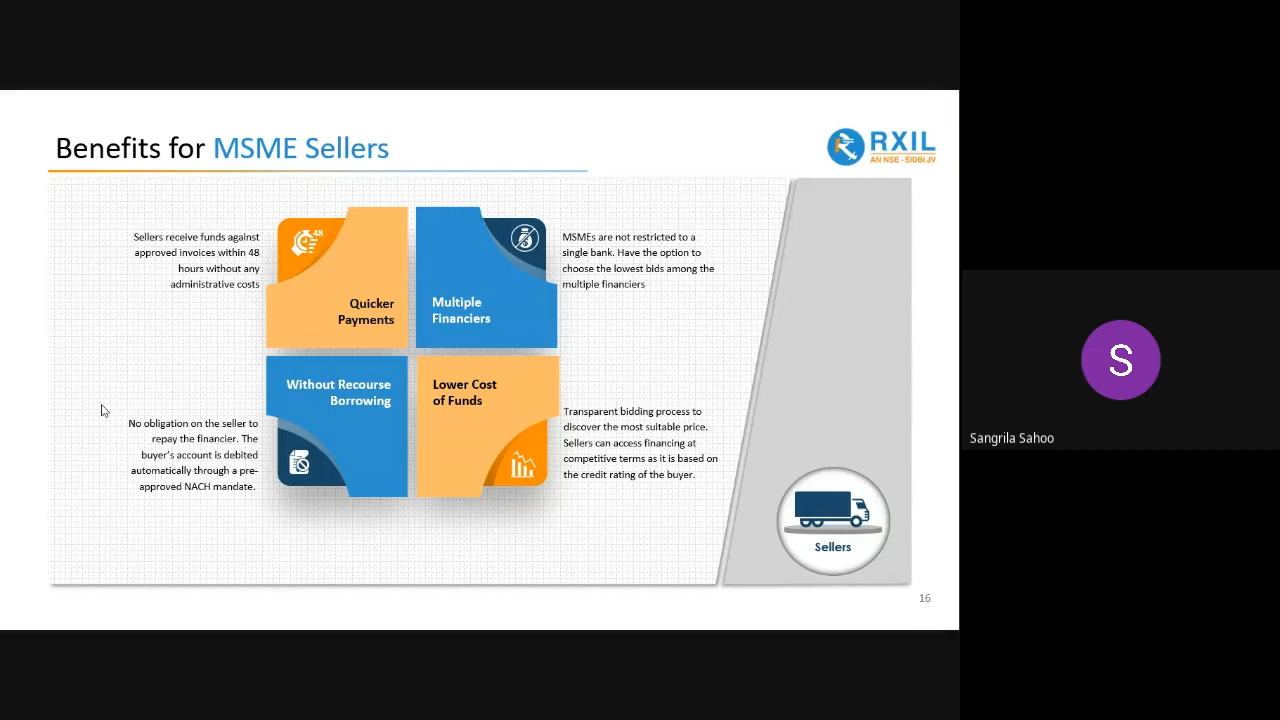 Benefits for MSME Sellers
RXIL
AN NSE - SIDBI JV
Sellers receive funds against
approved invoices within 48
hours without any
administrative costs
48
Quicker
Payments
Multiple
Financiers
MSMEs are not restricted to a
single bank. Have the option to
choose the lowest bids among the
multiple financiers
Without Recourse
Borrowing
No obligation on the seller to
repay the financier. The
buyer's account is debited
automatically through a pre-
approved NACH mandate.
Lower Cost
of Funds
Transparent bidding process to
discover the most suitable price.
Sellers can access financing at
competitive terms as it is based on
the credit rating of the buyer.
Sellers
16
S
Sangrila Sahoo